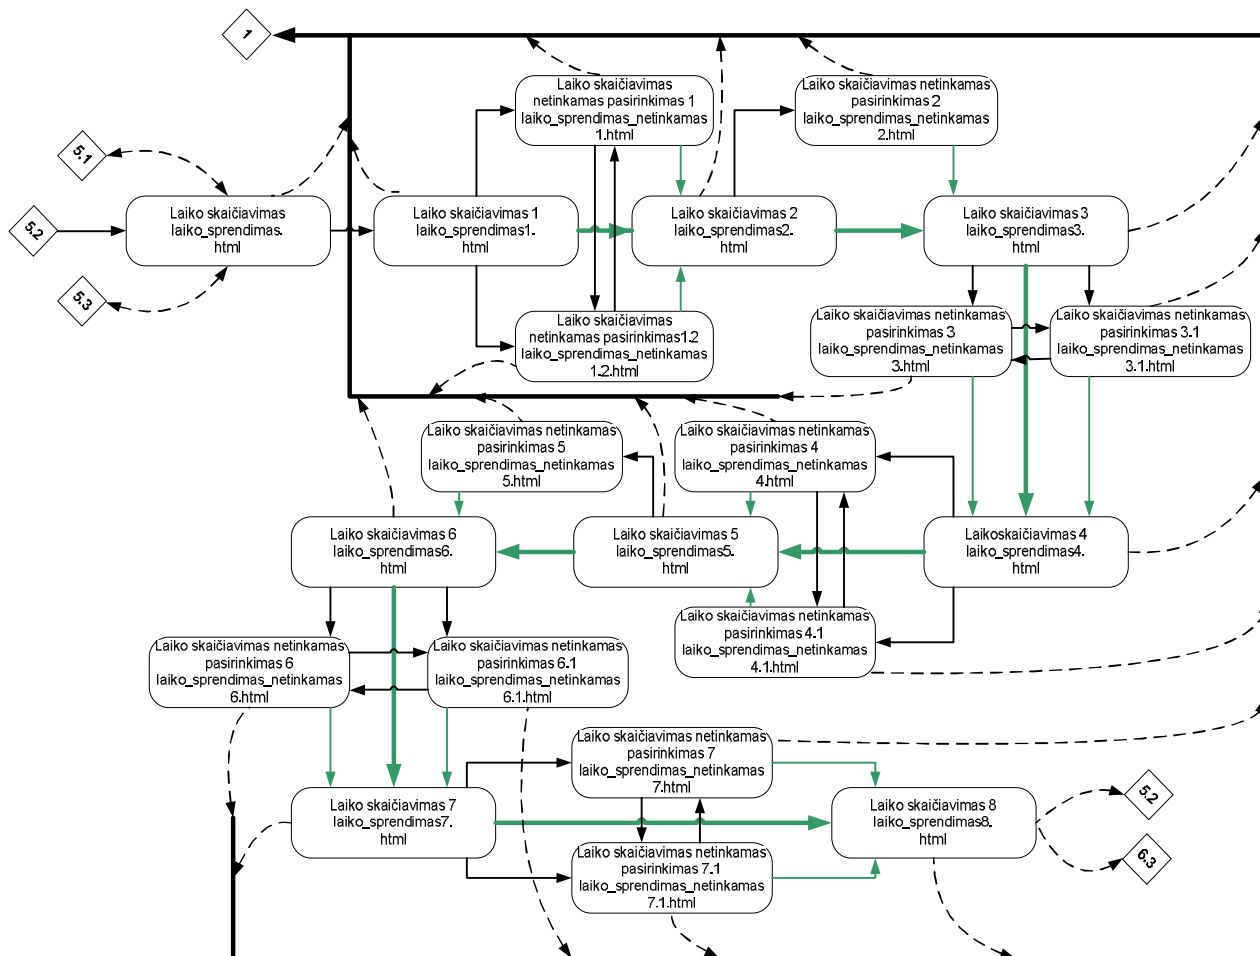 1
Laiko skaičiavimas
netinkamas pasirinkimas 1
laiko_sprendimas_netinkamas
1.html
Laiko skaičiavimas netinkamas
pasirinkimas 2
laiko_sprendimas_netinkamas
2.html
5.1
5.2
5.3
Laiko skaičiavimas
laiko_sprendimas.
html
Laiko skaičiavimas 1
laiko_sprendimas1.
html
Laiko skaičiavimas 2
laiko_sprendimas2.
html
Laiko skaičiavimas 3
laiko_sprendimas3.
html
Laiko skaičiavimas
netinkamas pasirinkimas1.2
laiko_sprendimas_netinkamas
1.2.html
Laiko skaičiavimas netinkamas
pasirinkimas 3
laiko_sprendimas_netinkamas
3.html
Laiko skaičiavimas netinkamas
pasirinkimas 3.1
laiko_sprendimas_netinkamas
3.1.html
Laiko skaičiavimas netinkamas
pasirinkimas 5
laiko_sprendimas_netinkamas
5.html
Laiko skaičiavimas netinkamas
pasirinkimas 4
laiko_sprendimas_netinkamas
4.html
Laiko skaičiavimas 6
laiko_sprendimas6.
html
Laiko skaičiavimas 5
laiko_sprendimas5.
html
Laikoskaičiavimas 4
laiko_sprendimas4.
html
Laiko skaičiavimas netinkamas
pasirinkimas 4.1
laiko_sprendimas_netinkamas
4.1.html
Laiko skaičiavimas netinkamas
pasirinkimas 6
laiko_sprendimas_netinkamas
6.html
Laiko skaičiavimas netinkamas
pasirinkimas 6.1
laiko_sprendimas_netinkamas
6.1.html
Laiko skaičiavimas netinkamas
pasirinkimas 7
laiko_sprendimas_netinkamas
7.html
Laiko skaičiavimas 7
laiko_sprendimas7.
html
Laiko skaičiavimas 8
laiko_sprendimas8.
html
5.2
6.3
Laiko skaičiavimas netinkamas
pasirinkimas 7.1
laiko_sprendimas_netinkamas
7.1.html